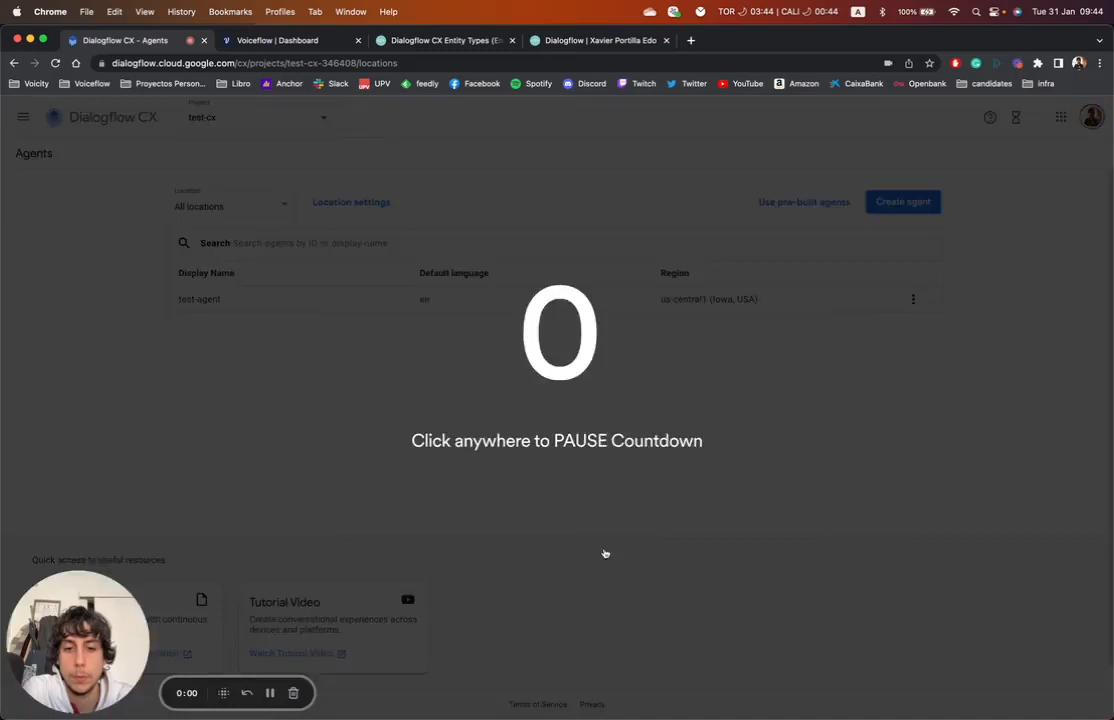 Chrome File Edit View History Bookmarks Profiles Tab Window Help TOR 03:44 | CALI 00:44 A 100% Tue 31 Jan 09:44
Dialogflow CX - Agents Voiceflow | Dashboard Dialogflow CX Entity Types (En Dialogflow | Xavier Portilla Edo
dialogflow.cloud.google.com/cx/projects/test-cx-346408/locations
Voicity Voiceflow Proyectos Person... Libro Anchor Slack UPV feedly Facebook Spotify Discord Twitch Twitter YouTube Amazon CaixaBank Openbank candidates infra
Project
Dialogflow CX test-cx
Agents
Location
All locations Location settings Use pre-built agents Create agent
Search Search agents by ID or display-name
Display Name Default language Region
test-agent en us-central1 (Iowa, USA)
0
Click anywhere to PAUSE Countdown
Quick access to useful resources
Tutorial Video
with continuous
Create conversational experiences across
devices and platforms.
Watch Tutorial Video
0:00
Terms of Service Privacy